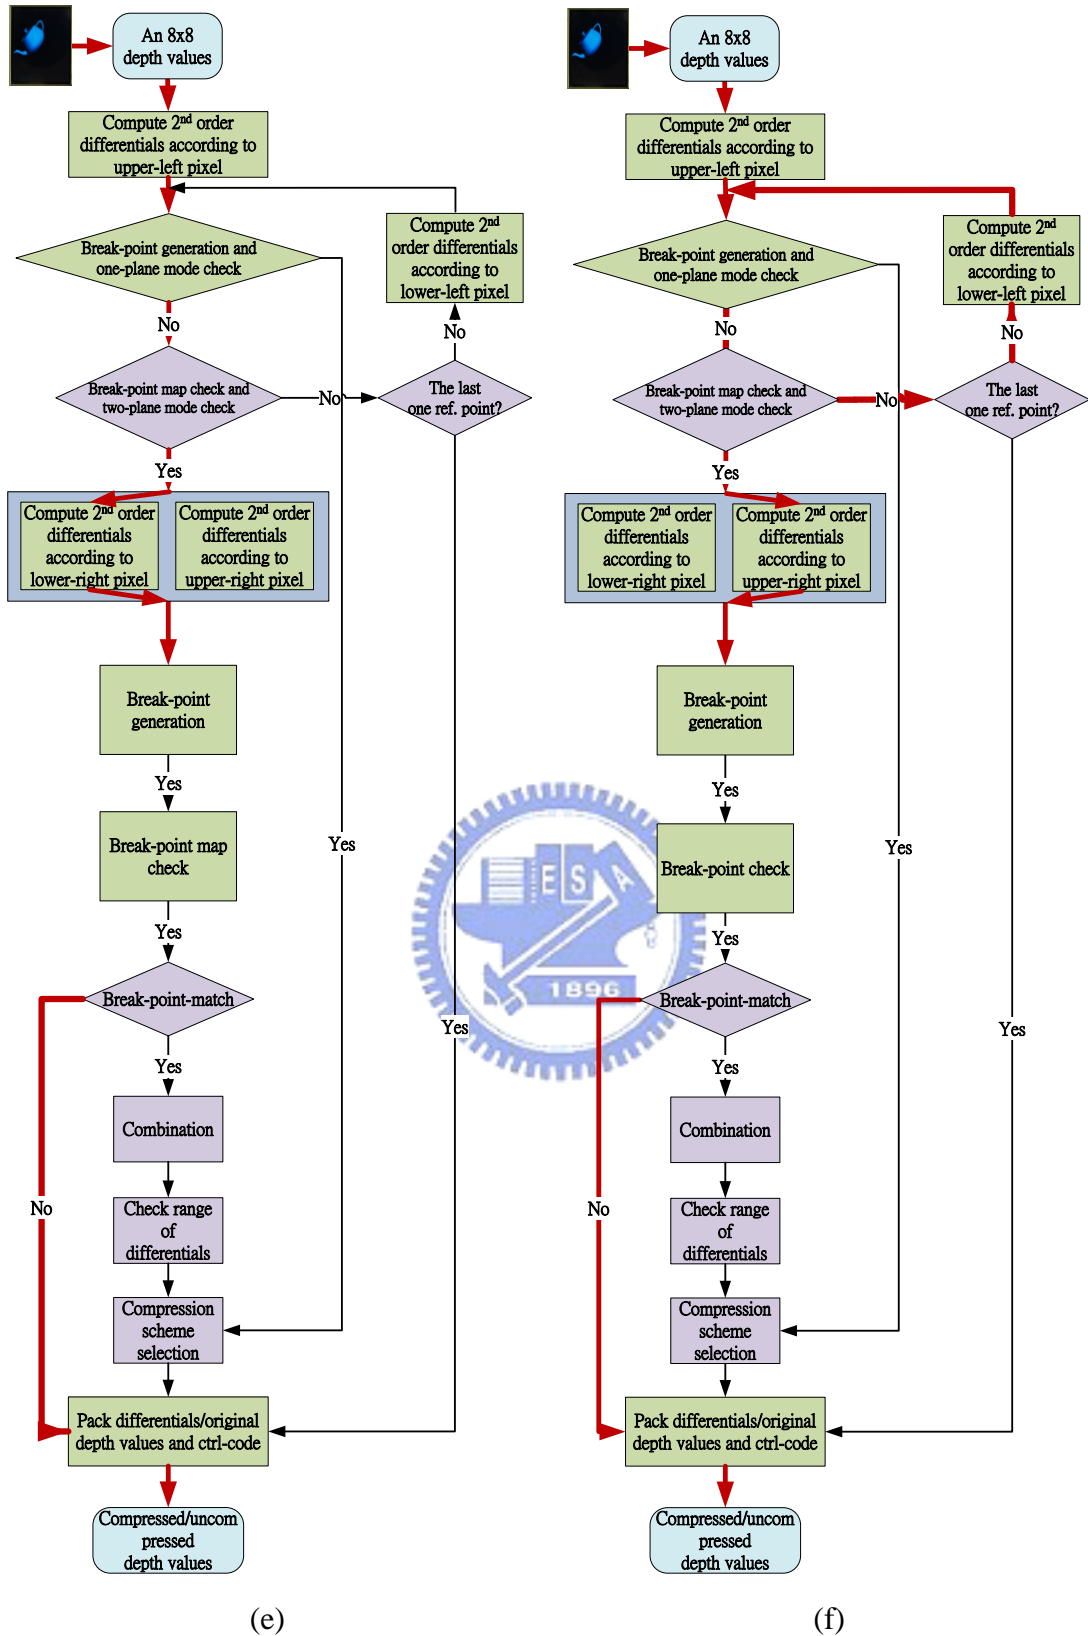 An 8x8
depth values
Compute 2nd order
differentials according to
upper-left pixel
Break-point generation and
one-plane mode check
Compute 2nd
order differentials
according to
lower-left pixel
No
No
Break-point map check and
two-plane mode check
No
The last
one ref. point?
Yes
Compute 2nd order
differentials
according to
lower-right pixel
Compute 2nd order
differentials
according to
upper-right pixel
Break-point
generation
Yes
Break-point map
check
Yes
Yes
Break-point-match
Yes
Yes
Combination
No
Check range
of
differentials
Compression
scheme
selection
Pack differentials/original
depth values and ctrl-code
Compressed/uncom
pressed
depth values
(e)
An 8x8
depth values
Compute 2nd order
differentials according to
upper-left pixel
Break-point generation and
one-plane mode check
Compute 2nd
order differentials
according to
lower-left pixel
No
No
Break-point map check and
two-plane mode check
No
The last
one ref. point?
Yes
Compute 2nd order
differentials
according to
lower-right pixel
Compute 2nd order
differentials
according to
upper-right pixel
Break-point
generation
Yes
Break-point check
Yes
Yes
Break-point-match
Yes
Yes
Combination
No
Check range
of
differentials
Compression
scheme
selection
Pack differentials/original
depth values and ctrl-code
Compressed/uncom
pressed
depth values
(f)
E S A
1896